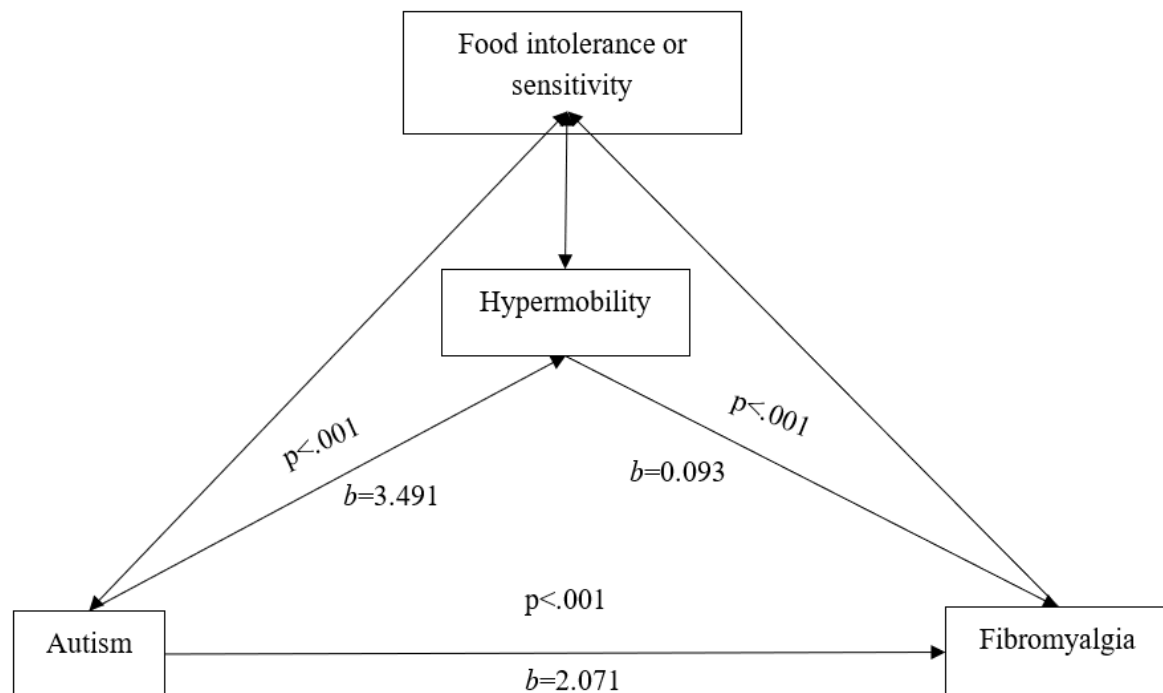 Food intolerance or
sensitivity
Hypermobility
p<.001
p<.001
b=3.491
b=0.093
p<.001
Autism
Fibromyalgia
b=2.071